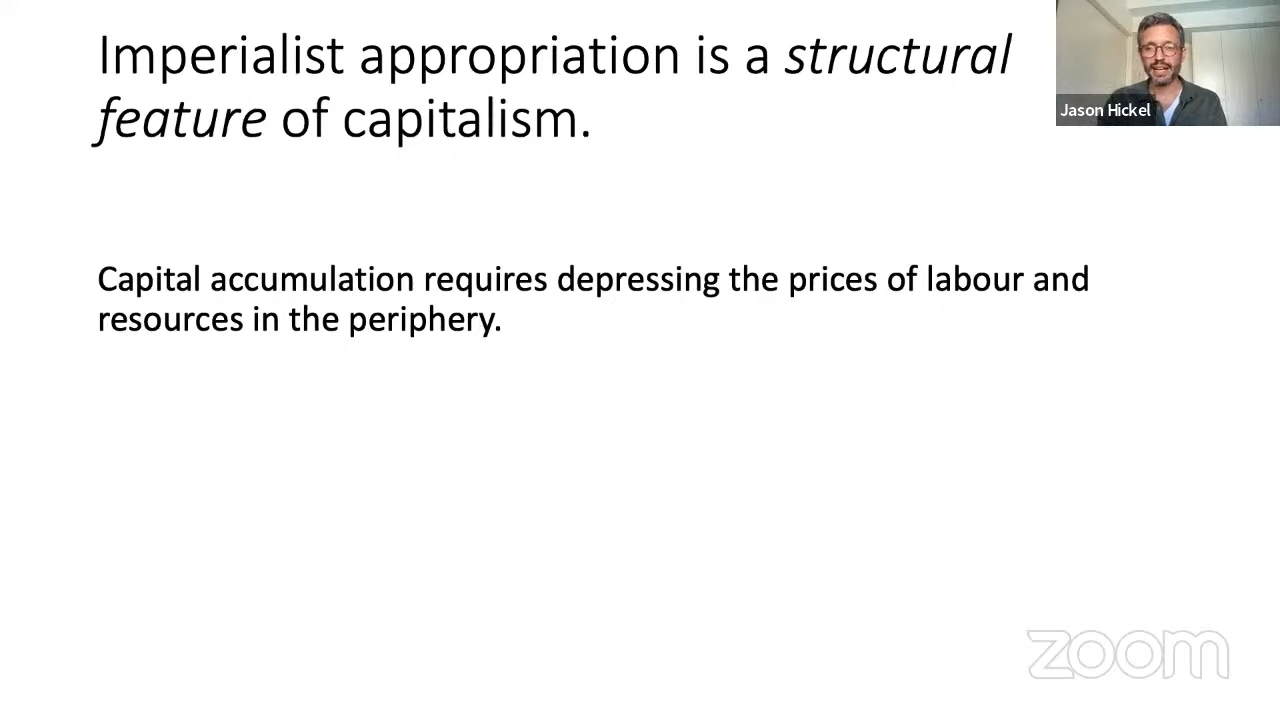 Imperialist appropriation is a structural
feature of capitalism.
Jason Hickel
Capital accumulation requires depressing the prices of labour and
resources in the periphery.
zoom